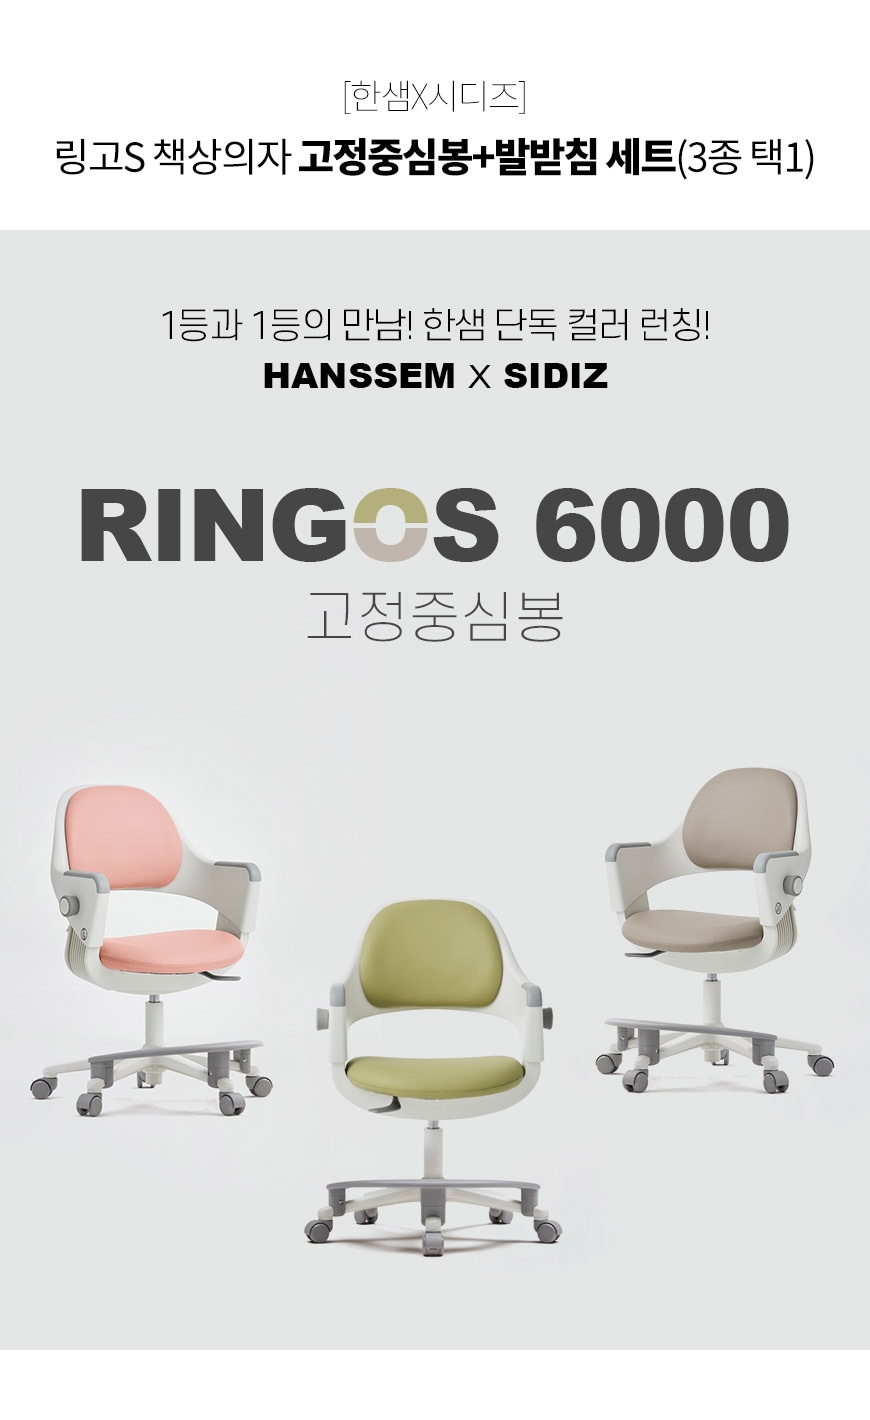 [한샘X시디즈]
링고S 책상의자 고정중심봉+발받침 세트(3종 택1)
1등과 1등의 만남! 한샘 단독 컬러 런칭!
HANSSEM X SIDIZ
RINGOS 6000
고정중심봉